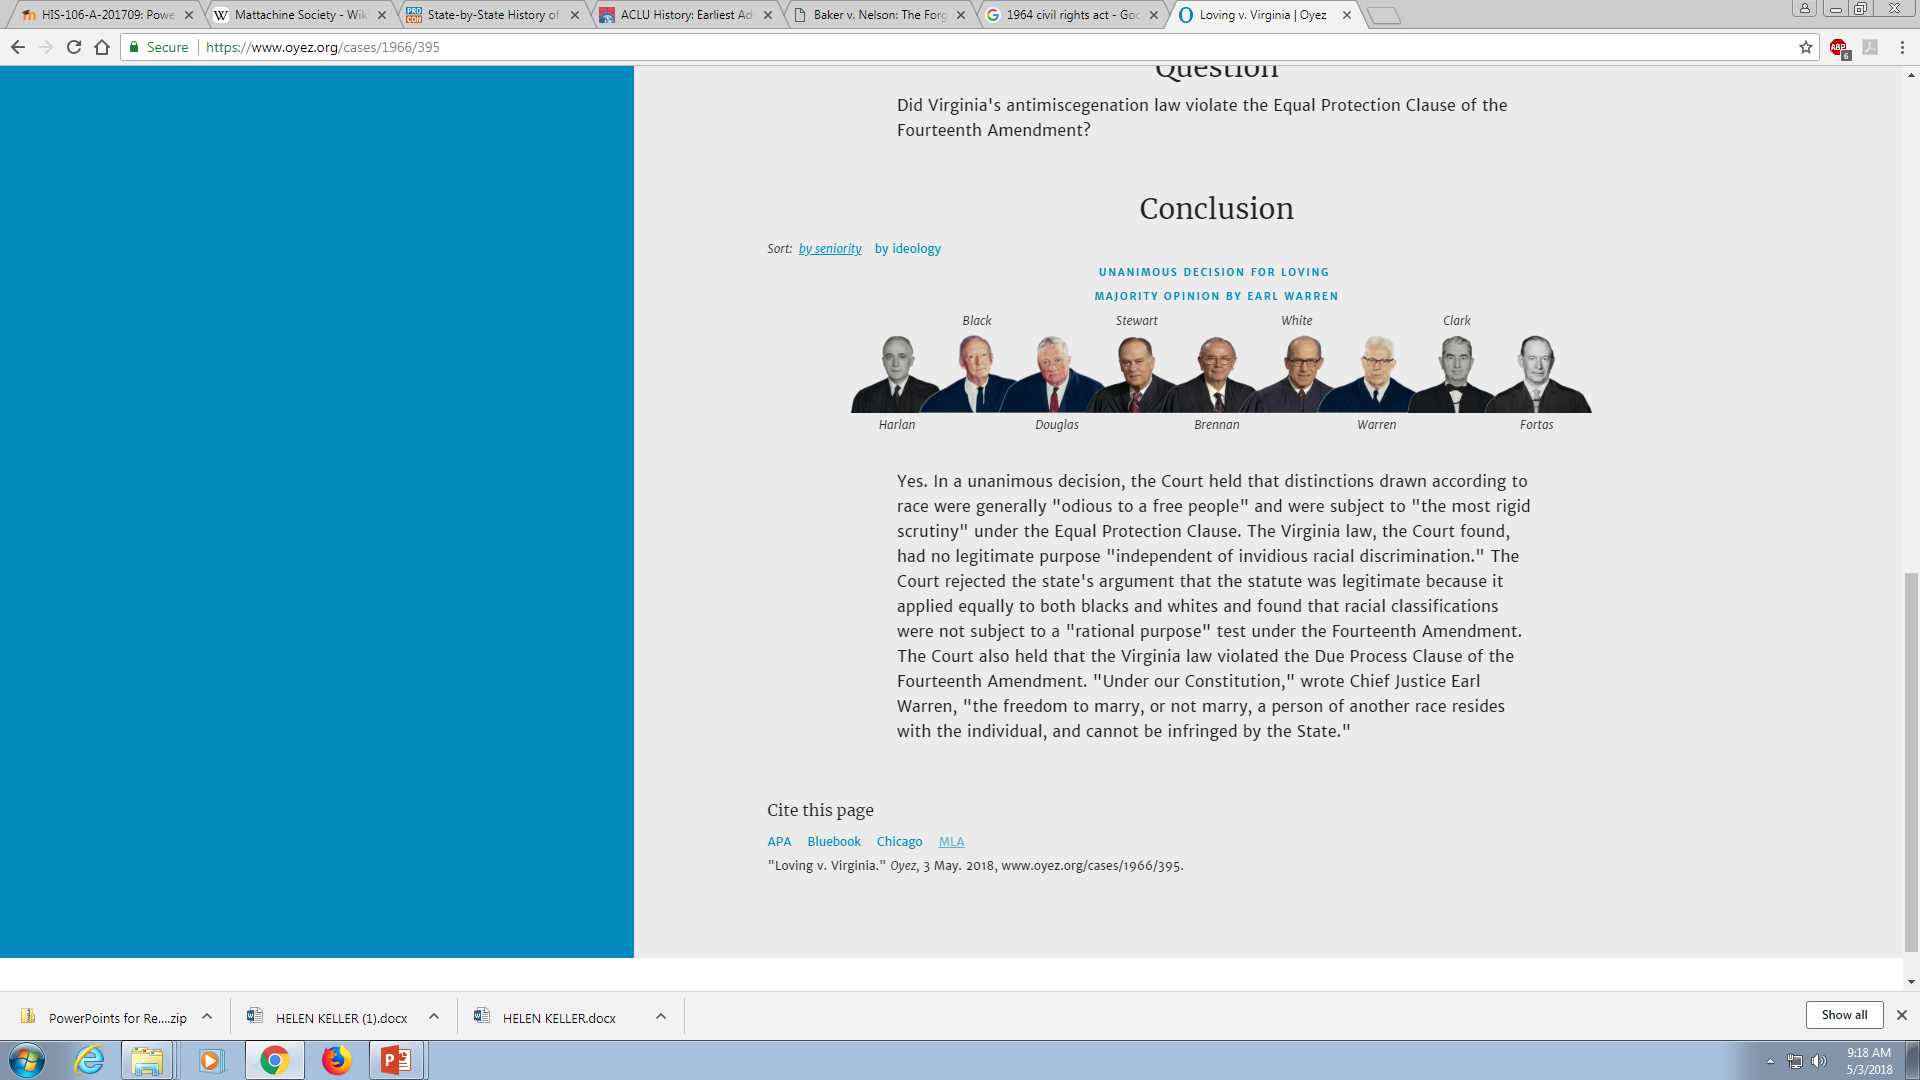 HIS-106-A-201709: Powe
Mattachine Society - Wiki
State-by-State History of
ACLU History: Earliest Ad
Baker v. Nelson: The Forg
1964 civil rights act - Goo
Loving v. Virginia | Oyez
Secure
https://www.oyez.org/cases/1966/395
ABP
6
Question
Did Virginia's antimiscegenation law violate the Equal Protection Clause of the
Fourteenth Amendment?
Conclusion
Sort: by seniority by ideology
UNANIMOUS DECISION FOR LOVING
MAJORITY OPINION BY EARL WARREN
Black Stewart White Clark
Harlan Douglas Brennan Warren Fortas
Yes. In a unanimous decision, the Court held that distinctions drawn according to
race were generally "odious to a free people" and were subject to "the most rigid
scrutiny" under the Equal Protection Clause. The Virginia law, the Court found,
had no legitimate purpose "independent of invidious racial discrimination." The
Court rejected the state's argument that the statute was legitimate because it
applied equally to both blacks and whites and found that racial classifications
were not subject to a "rational purpose" test under the Fourteenth Amendment.
The Court also held that the Virginia law violated the Due Process Clause of the
Fourteenth Amendment. "Under our Constitution," wrote Chief Justice Earl
Warren, "the freedom to marry, or not marry, a person of another race resides
with the individual, and cannot be infringed by the State."
Cite this page
APA Bluebook Chicago MLA
"Loving v. Virginia." Oyez, 3 May. 2018, www.oyez.org/cases/1966/395.
PowerPoints for Re....zip
HELEN KELLER (1).docx
HELEN KELLER.docx
Show all
9:18 AM
5/3/2018